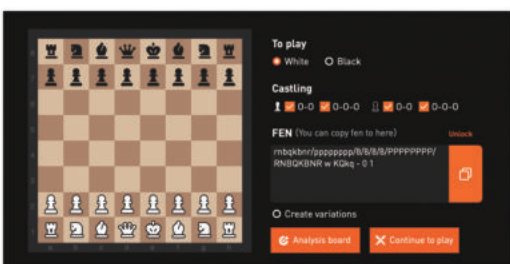 To play
White Black
Castling
0-0 0-0-0 0-0 0-0-0
FEN (You can copy fen to here) Unlock
rnbqkbnr/pppppppp/8/8/8/8/PPPPPPPP/
RNBQKBNR w KQkq - 0 1
Create variations
Analysis board Continue to play